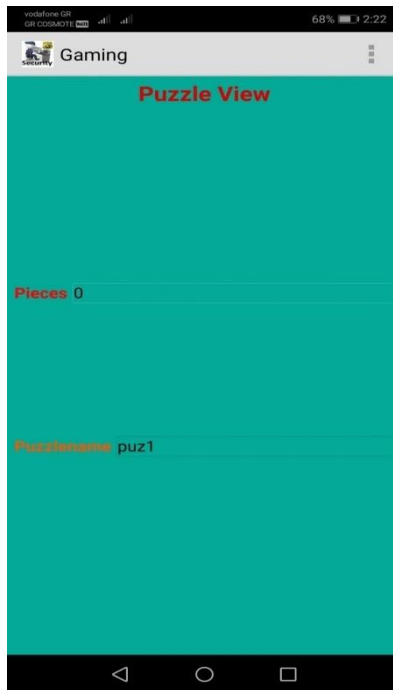 vodafone GR
GR COSMOTE 68% 2:22
Security Gaming
Puzzle View
Pieces 0
Puzzlename puz1